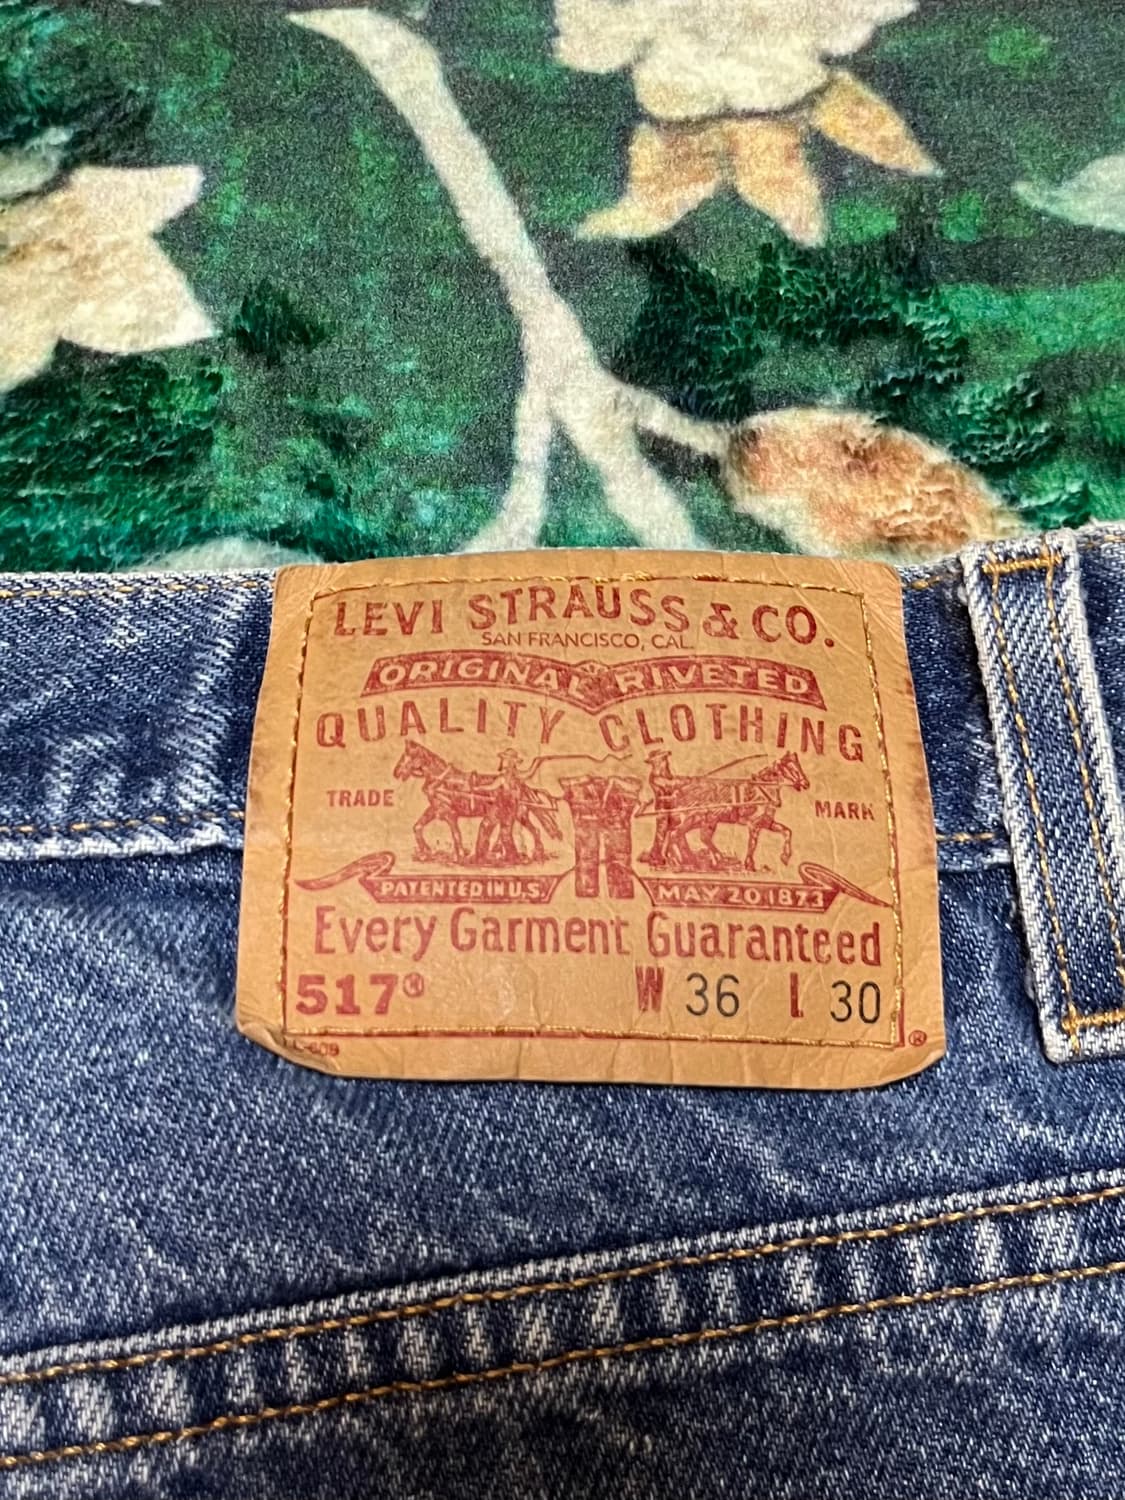 LEVI STRAUSS & CO.
SAN FRANCISCO, CAL.
ORIGINAL RIVETED
QUALITY CLOTHING
TRADE MARK
PATENTED IN U.S. MAY 20 1873
Every Garment Guaranteed
517® W 36 L 30
®